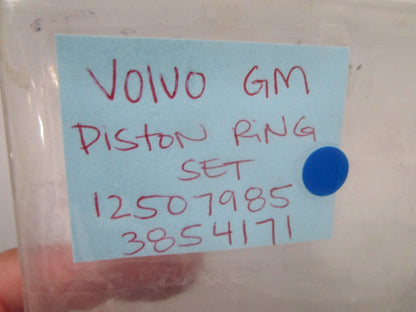 VOLVO GM
PISTON RING
SET
12507985
3854171